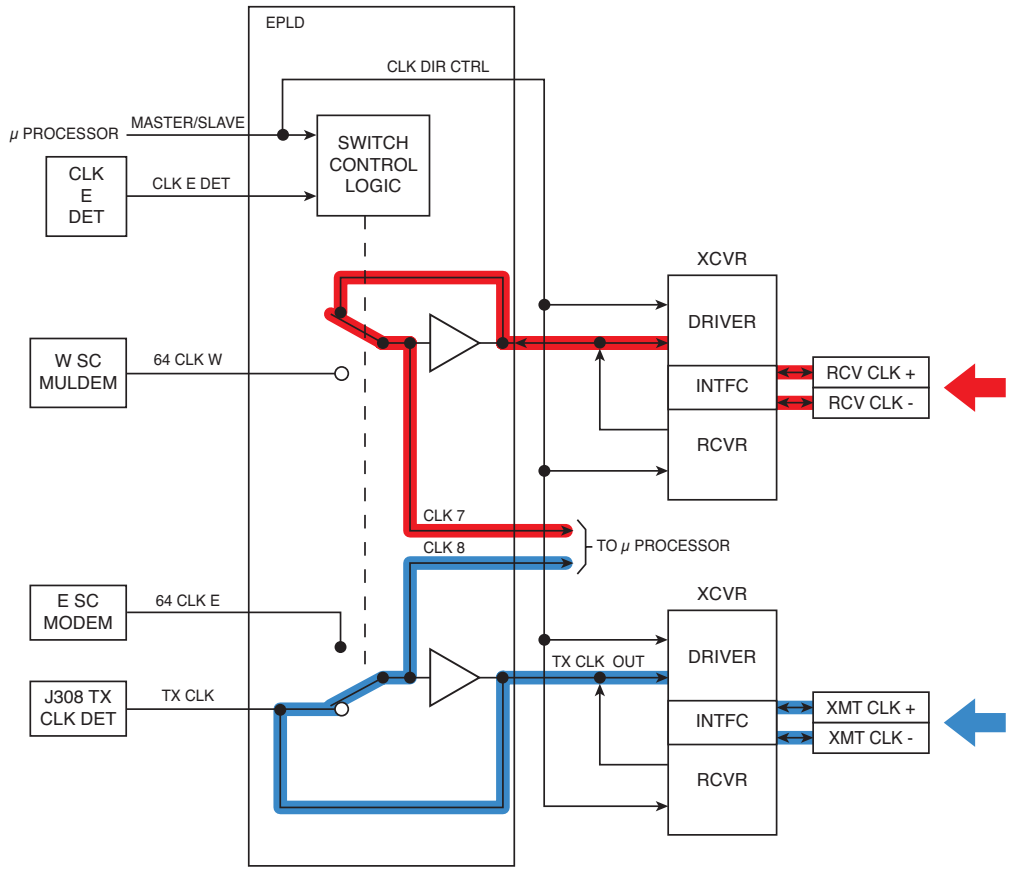 EPLD
CLK DIR CTRL
μ PROCESSOR
MASTER/SLAVE
SWITCH
CONTROL
LOGIC
CLK
E
DET
CLK E DET
XCVR
DRIVER
W SC
MULDEM
64 CLK W
INTFC
RCV CLK +
RCV CLK -
RCVR
CLK 7
TO μ PROCESSOR
CLK 8
E SC
MODEM
64 CLK E
XCVR
DRIVER
TX CLK OUT
J308 TX
CLK DET
TX CLK
INTFC
XMT CLK +
XMT CLK -
RCVR